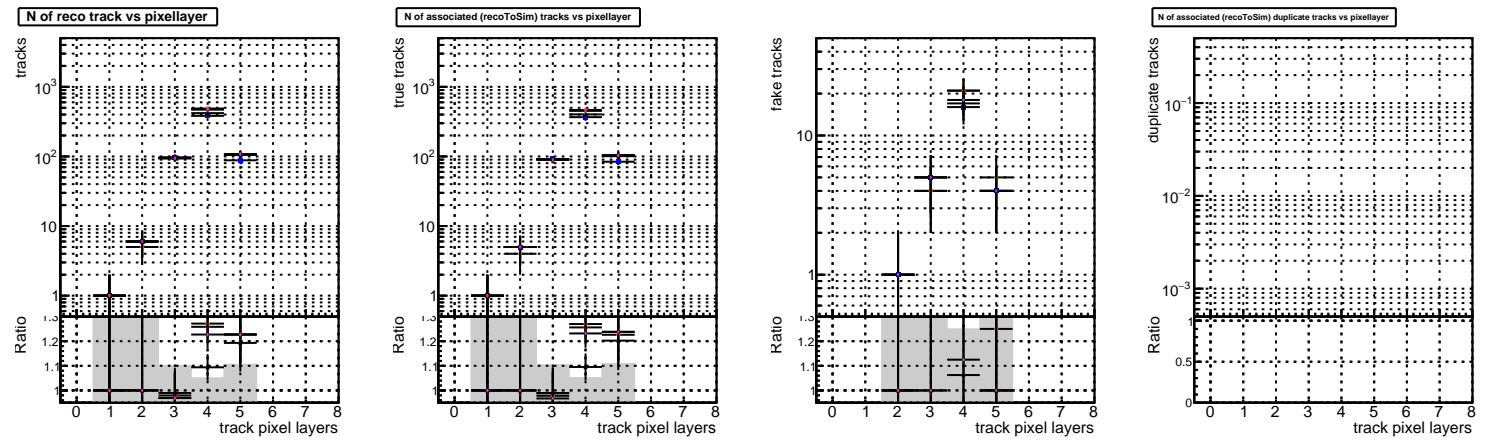 N of reco track vs pixellayer
tracks
10³
10²
10
1
Ratio
1.3
1.2
1.1
1
0 1 2 3 4 5 6 7 8
track pixel layers
N of associated (recoToSim) tracks vs pixellayer
true tracks
10³
10²
10
1
Ratio
1.3
1.2
1.1
1
0 1 2 3 4 5 6 7 8
track pixel layers
fake tracks
10
1
Ratio
1.3
1.2
1.1
1
0 1 2 3 4 5 6 7 8
track pixel layers
N of associated (recoToSim) duplicate tracks vs pixellayer
duplicate tracks
10⁻¹
10⁻²
10⁻³
Ratio
1
0.5
0
0 1 2 3 4 5 6 7 8
track pixel layers